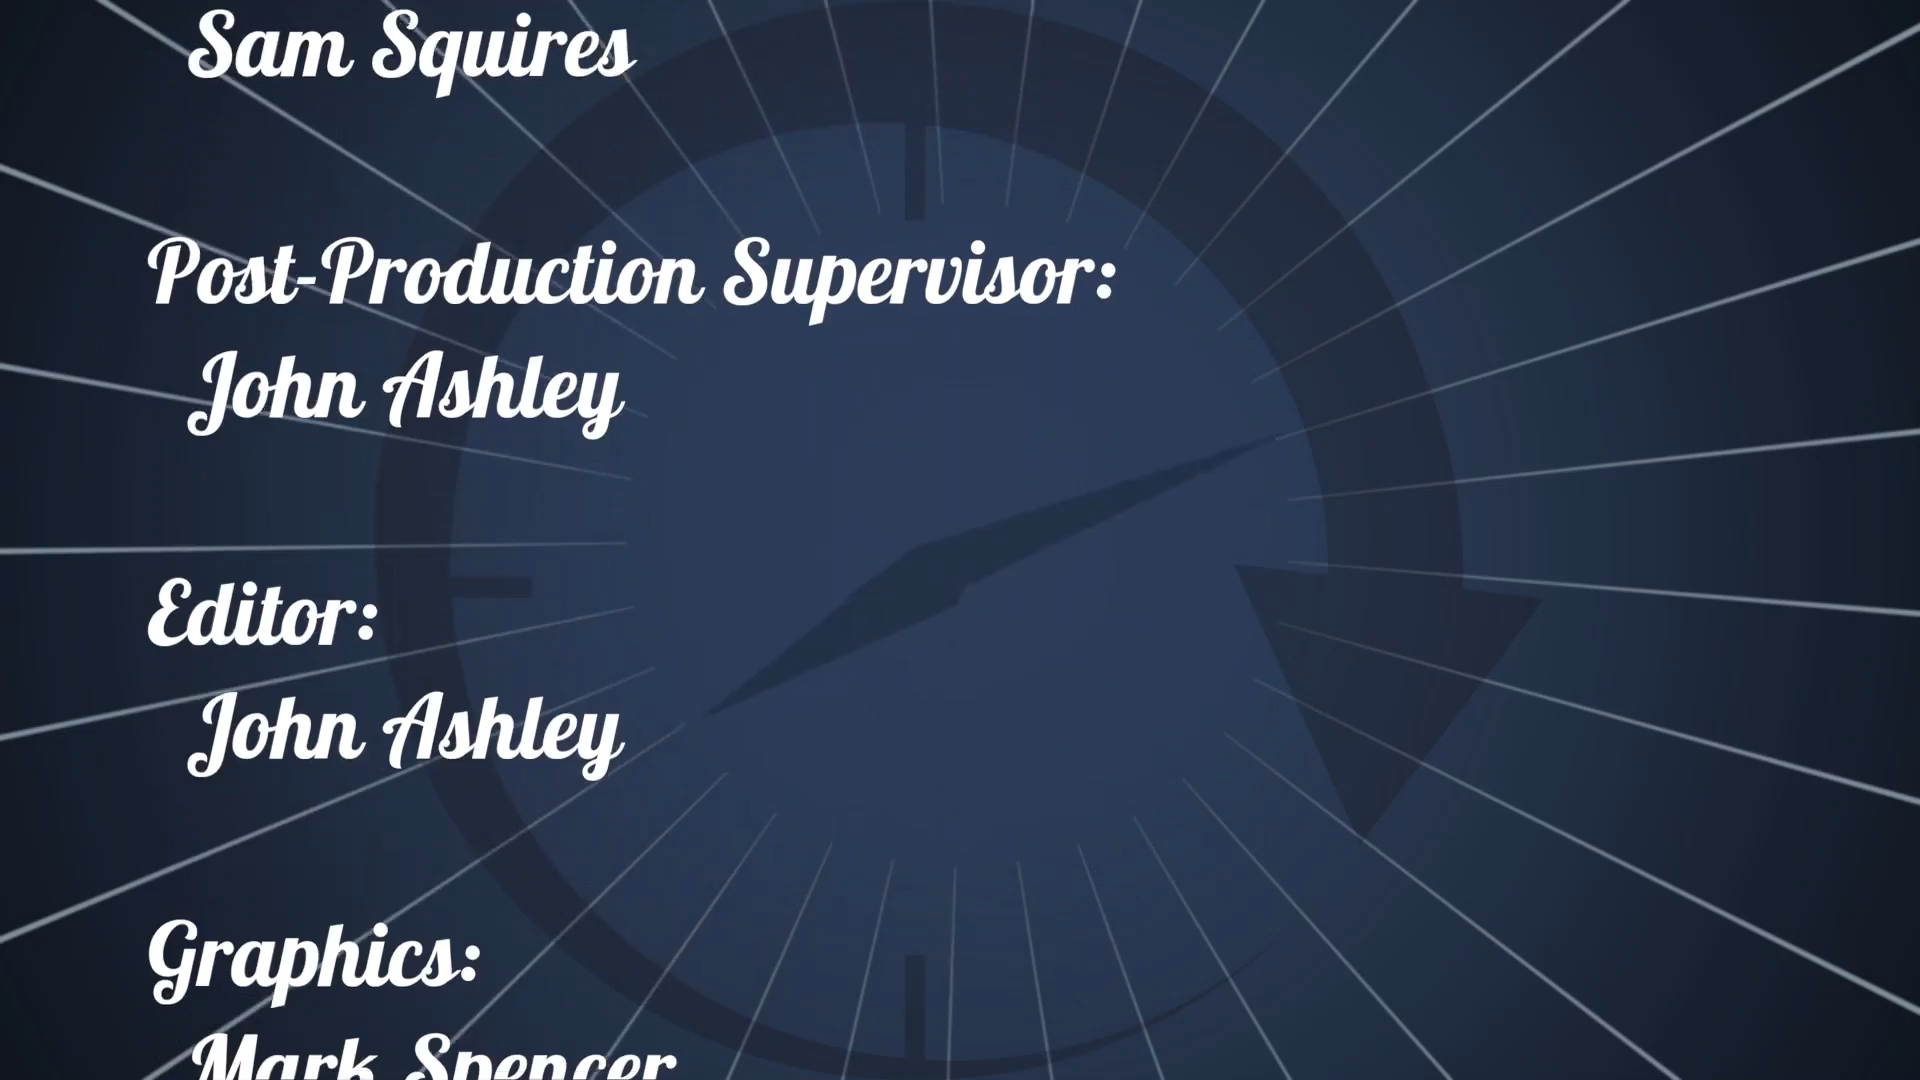 Sam Squires
Post-Production Supervisor:
John Ashley
Editor:
John Ashley
Graphics:
Mark Spencer